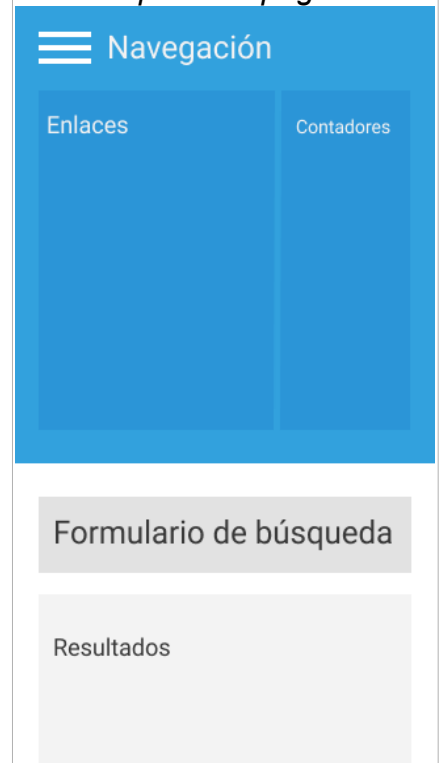 Navegación
Enlaces
Contadores
Formulario de búsqueda
Resultados